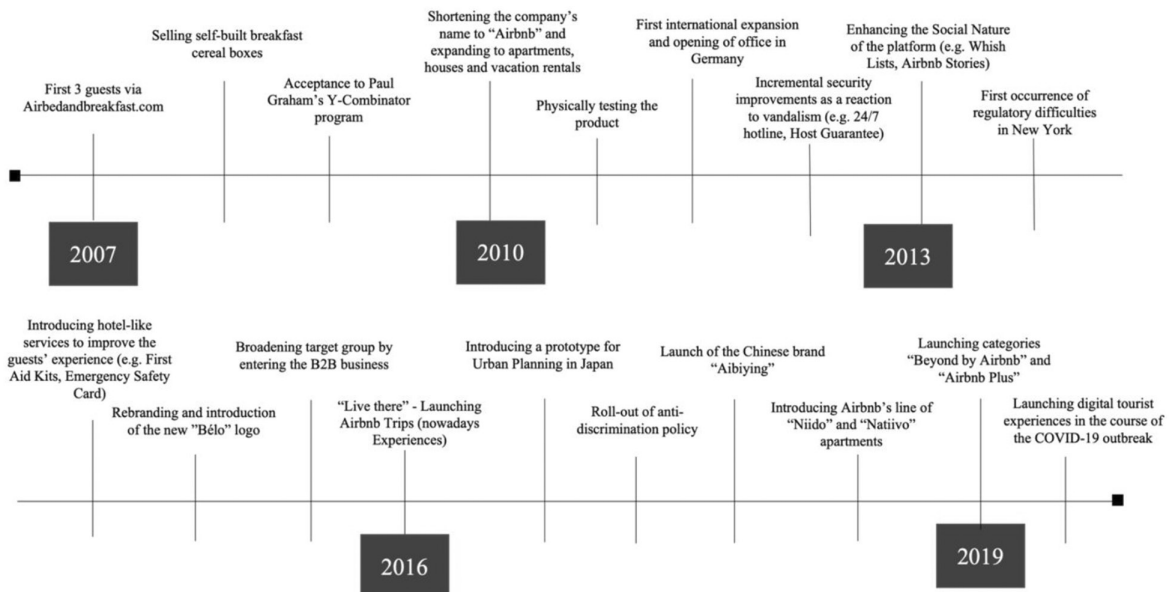 First 3 guests via
Airbedandbreakfast.com
Selling self-built breakfast
cereal boxes
Acceptance to Paul
Graham’s Y-Combinator
program
Shortening the company’s
name to “Airbnb” and
expanding to apartments,
houses and vacation rentals
Physically testing the
product
First international expansion
and opening of office in
Germany
Incremental security
improvements as a reaction
to vandalism (e.g. 24/7
hotline, Host Guarantee)
Enhancing the Social Nature
of the platform (e.g. Whish
Lists, Airbnb Stories)
First occurrence of
regulatory difficulties
in New York
2007
2010
2013
Introducing hotel-like
services to improve the
guests’ experience (e.g. First
Aid Kits, Emergency Safety
Card)
Rebranding and introduction
of the new ”Bélo” logo
Broadening target group by
entering the B2B business
“Live there” - Launching
Airbnb Trips (nowadays
Experiences)
Introducing a prototype for
Urban Planning in Japan
Roll-out of anti-
discrimination policy
Launch of the Chinese brand
“Aibiying”
Introducing Airbnb’s line of
“Niido” and “Natiivo”
apartments
Launching categories
“Beyond by Airbnb” and
“Airbnb Plus”
Launching digital tourist
experiences in the course of
the COVID-19 outbreak
2016
2019